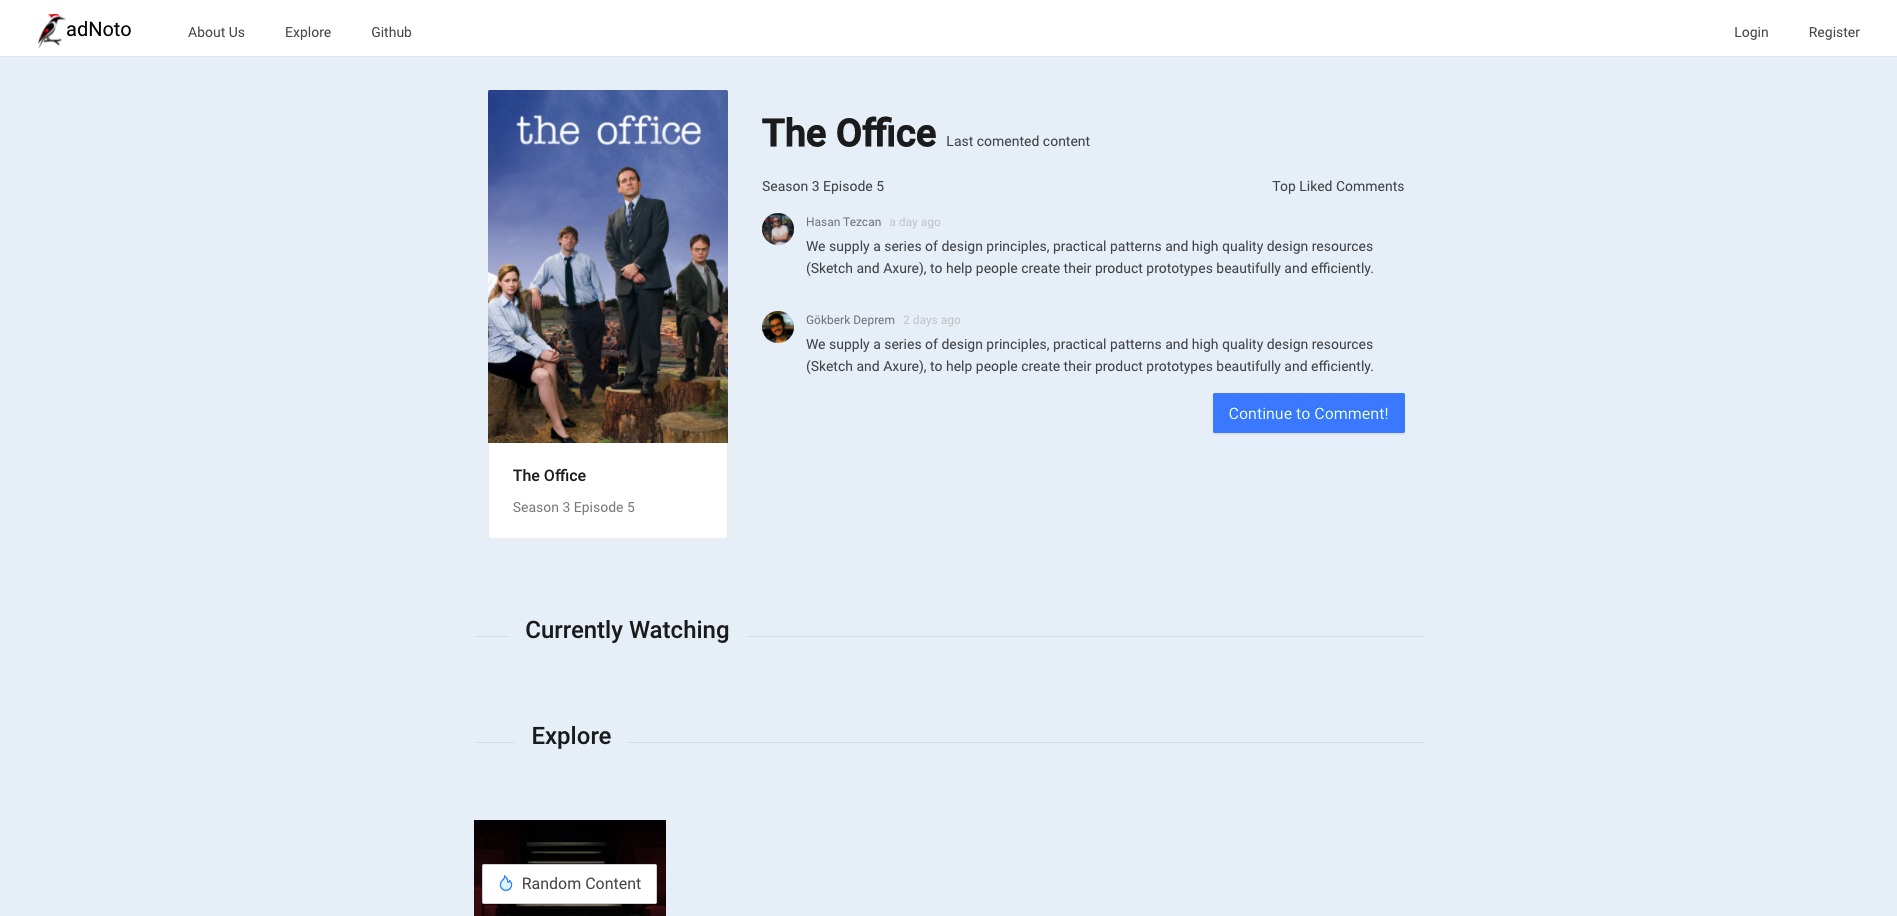 adNoto
About Us
Explore
Github
Login
Register
the office
The Office
Last comented content
Season 3 Episode 5
Top Liked Comments
Hasan Tezcan a day ago
We supply a series of design principles, practical patterns and high quality design resources
(Sketch and Axure), to help people create their product prototypes beautifully and efficiently.
Gökberk Deprem 2 days ago
We supply a series of design principles, practical patterns and high quality design resources
(Sketch and Axure), to help people create their product prototypes beautifully and efficiently.
Continue to Comment!
The Office
Season 3 Episode 5
Currently Watching
Explore
Random Content